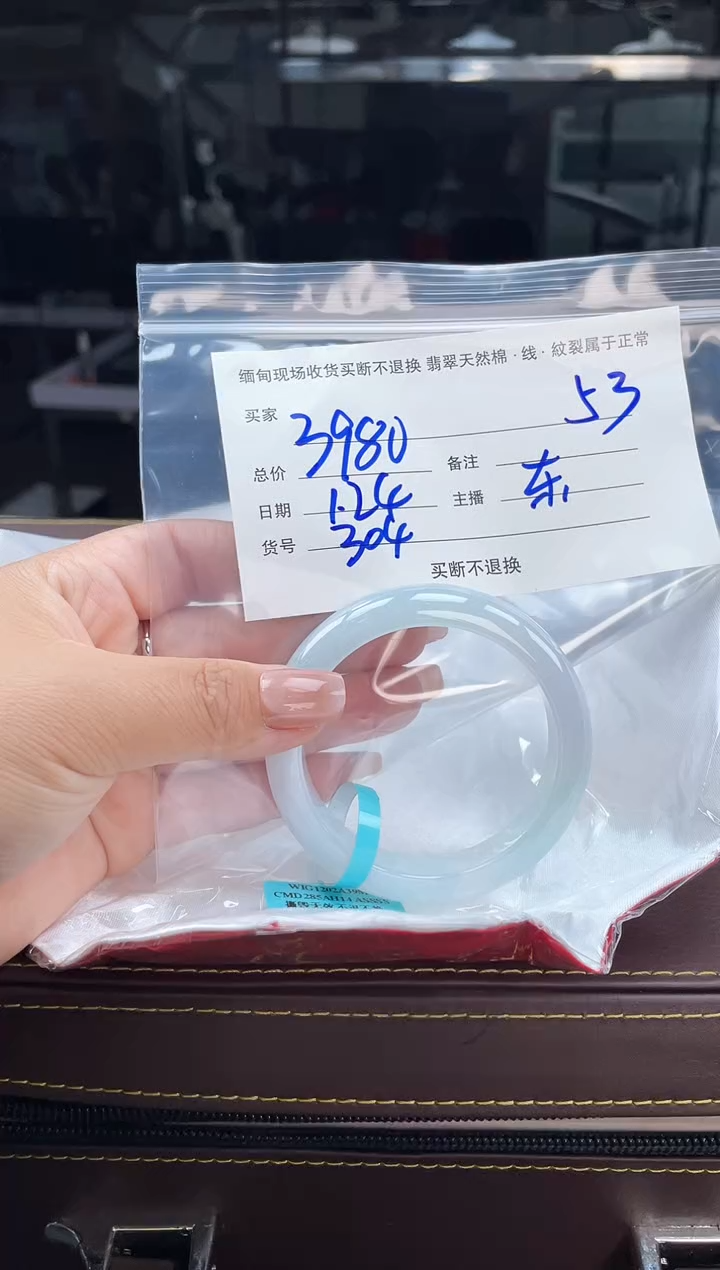 缅甸现场收货买断不退换 翡翠天然棉·线·紋裂属于正常
买家 53
总价 3980 备注
日期 1.24 主播 东1
货号 304
买断不退换